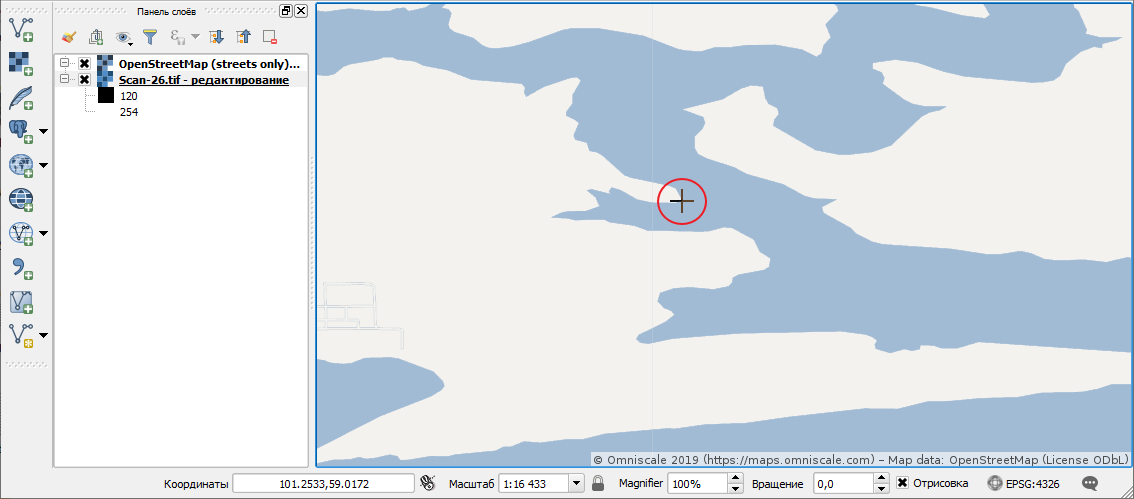 Панель слоёв
OpenStreetMap (streets only)...
Scan-26.tif - редактирование
120
254
© Omniscale 2019 (https://maps.omniscale.com) – Map data: OpenStreetMap (License ODbL)
Координаты 101.2533,59.0172 Масштаб 1:16 433 Magnifier 100% Вращение 0,0 Отрисовка EPSG:4326